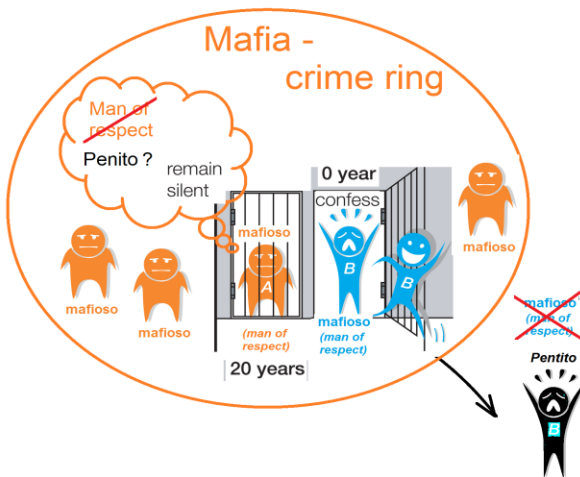 Mafia -
crime ring
Man of
respect
Penito ?
remain
silent
0 year
confess
mafioso
A
(man of
respect)
20 years
B
mafioso
(man of
respect)
B
mafioso
mafioso
mafioso
mafioso
(man of
respect)
Pentito
B